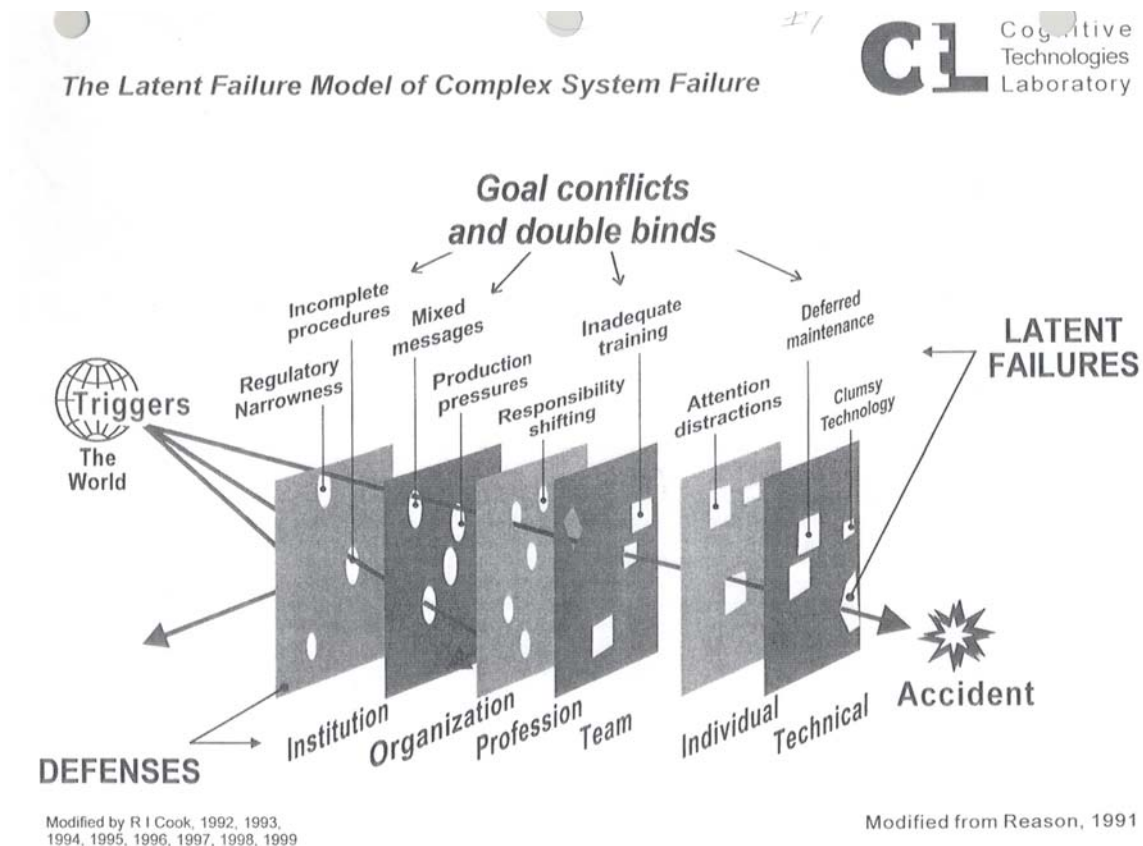 #1
CtL Cognitive
Technologies
Laboratory
The Latent Failure Model of Complex System Failure
Goal conflicts
and double binds
Incomplete
procedures
Mixed
messages
Inadequate
training
Deferred
maintenance
LATENT
FAILURES
Regulatory
Narrowness
Production
pressures
Responsibility
shifting
Attention
distractions
Clumsy
Technology
Triggers
The
World
Accident
Institution
Organization
Profession
Team
Individual
Technical
DEFENSES
Modified by R I Cook, 1992, 1993,
1994, 1995, 1996, 1997, 1998, 1999
Modified from Reason, 1991